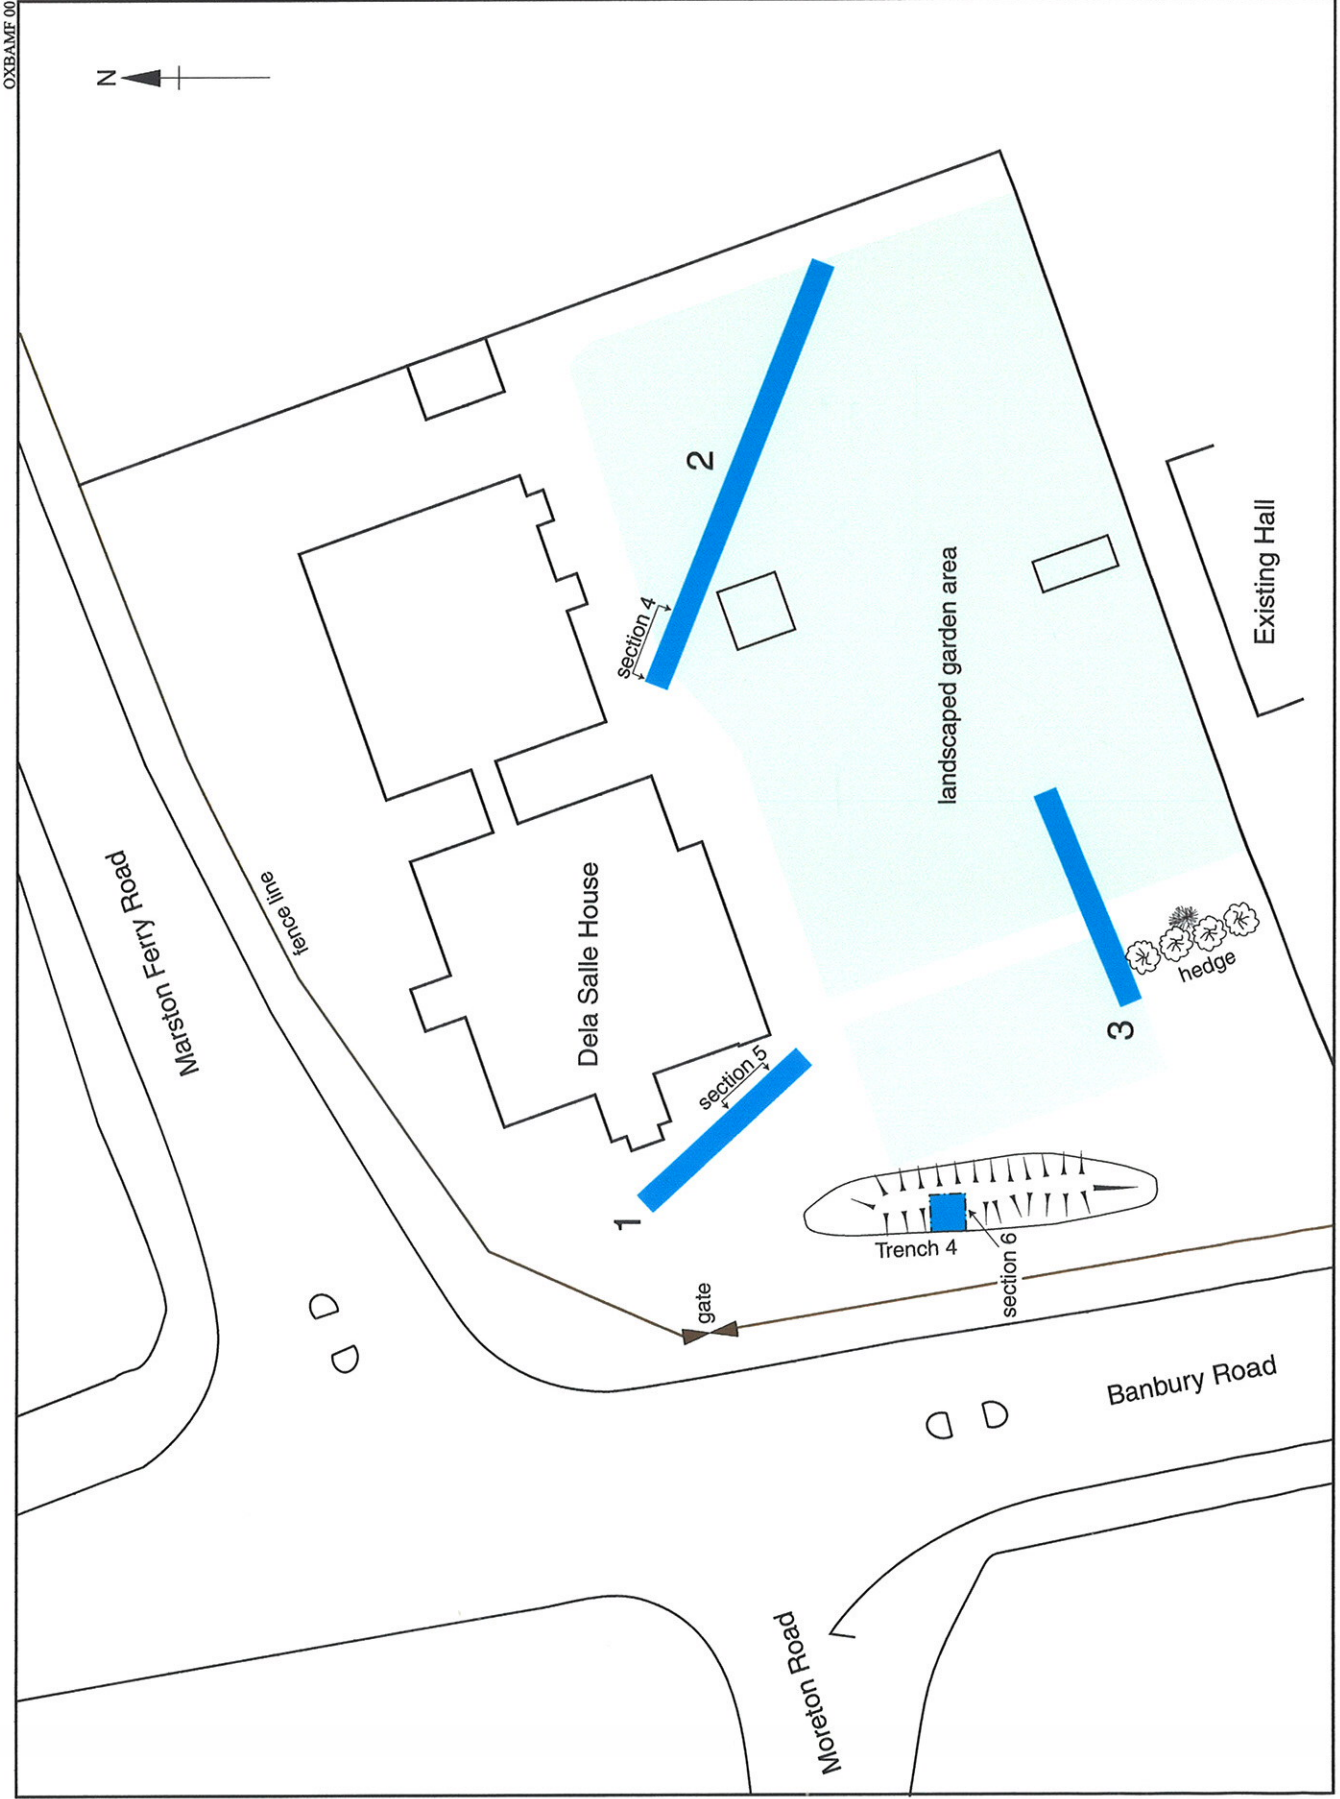 OXBAMF 00
N
Marston Ferry Road
fence line
Dela Salle House
2
section 4
landscaped garden area
Existing Hall
1
section 5
3
hedge
Trench 4
section 6
gate
Banbury Road
Moreton Road